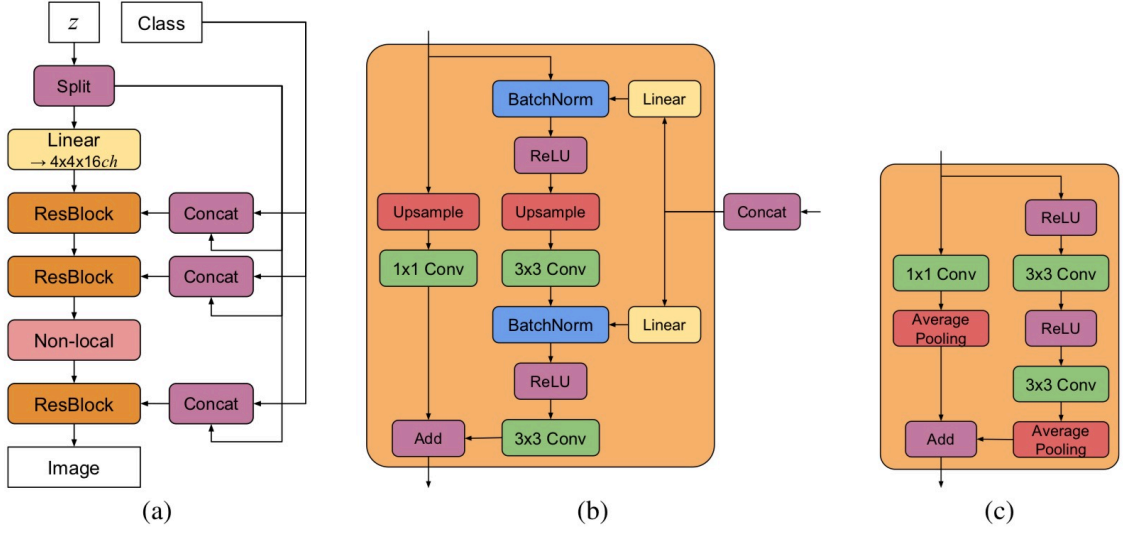 z
Class
Split
Linear
→ 4x4x16ch
ResBlock
Concat
ResBlock
Concat
Non-local
ResBlock
Concat
Image
(a)
BatchNorm
Linear
ReLU
Upsample
Upsample
Concat
1x1 Conv
3x3 Conv
BatchNorm
Linear
ReLU
Add
3x3 Conv
(b)
ReLU
1x1 Conv
3x3 Conv
Average
Pooling
ReLU
3x3 Conv
Add
Average
Pooling
(c)